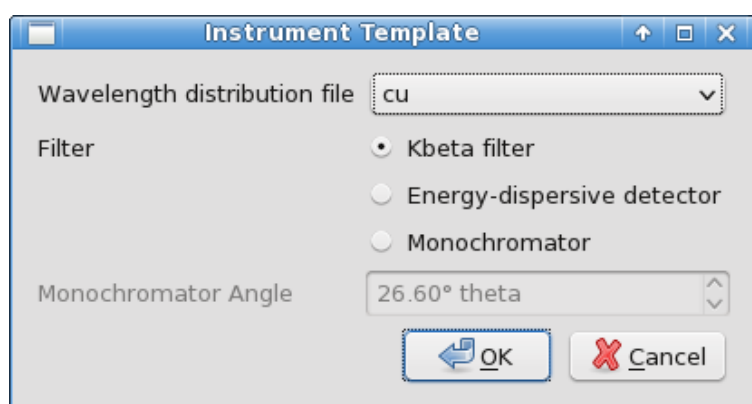 Instrument Template
Wavelength distribution file cu
Filter Kbeta filter
Energy-dispersive detector
Monochromator
Monochromator Angle 26.60° theta
OK Cancel